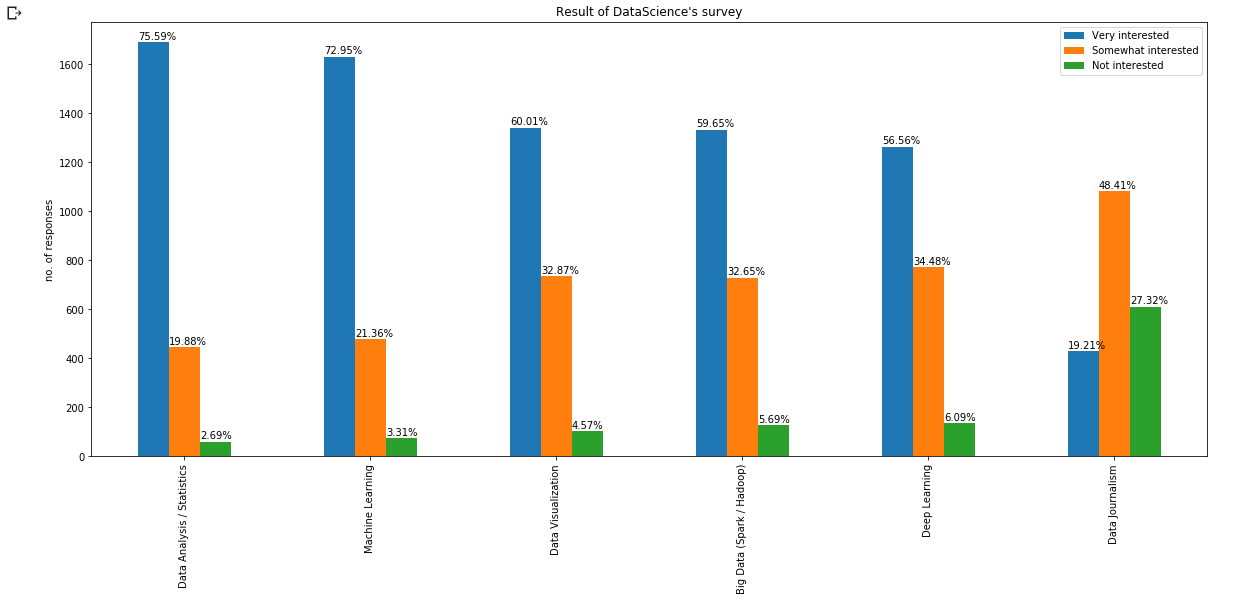 Result of DataScience's survey
Very interested
Somewhat interested
Not interested
no. of responses
1600
1400
1200
1000
800
600
400
200
0
75.59%
19.88%
2.69%
72.95%
21.36%
3.31%
60.01%
32.87%
4.57%
59.65%
32.65%
5.69%
56.56%
34.48%
6.09%
19.21%
48.41%
27.32%
Data Analysis / Statistics
Machine Learning
Data Visualization
Big Data (Spark / Hadoop)
Deep Learning
Data Journalism